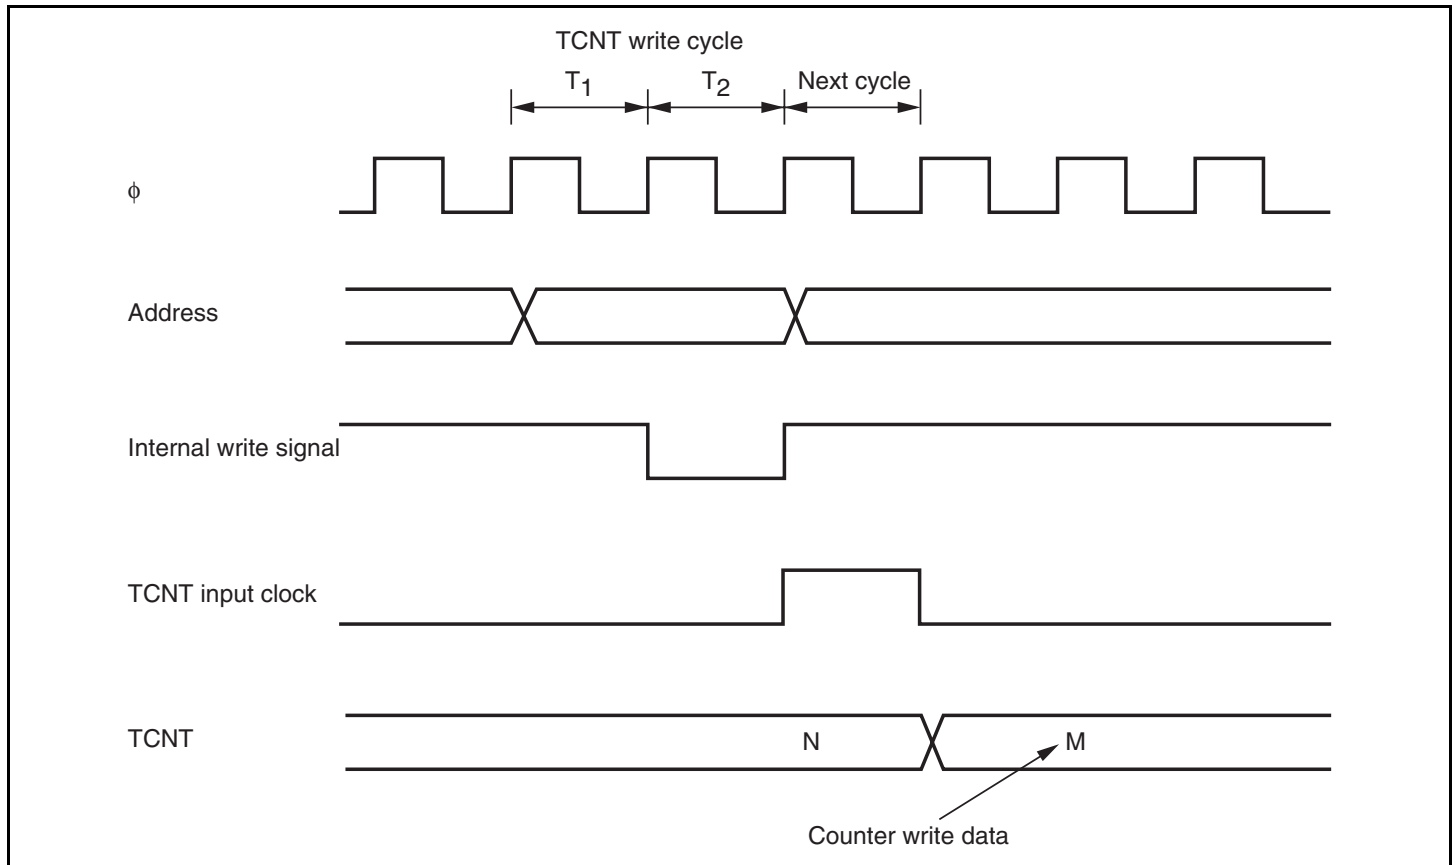 TCNT write cycle
T1 T2 Next cycle
ϕ
Address
Internal write signal
TCNT input clock
TCNT N M
Counter write data